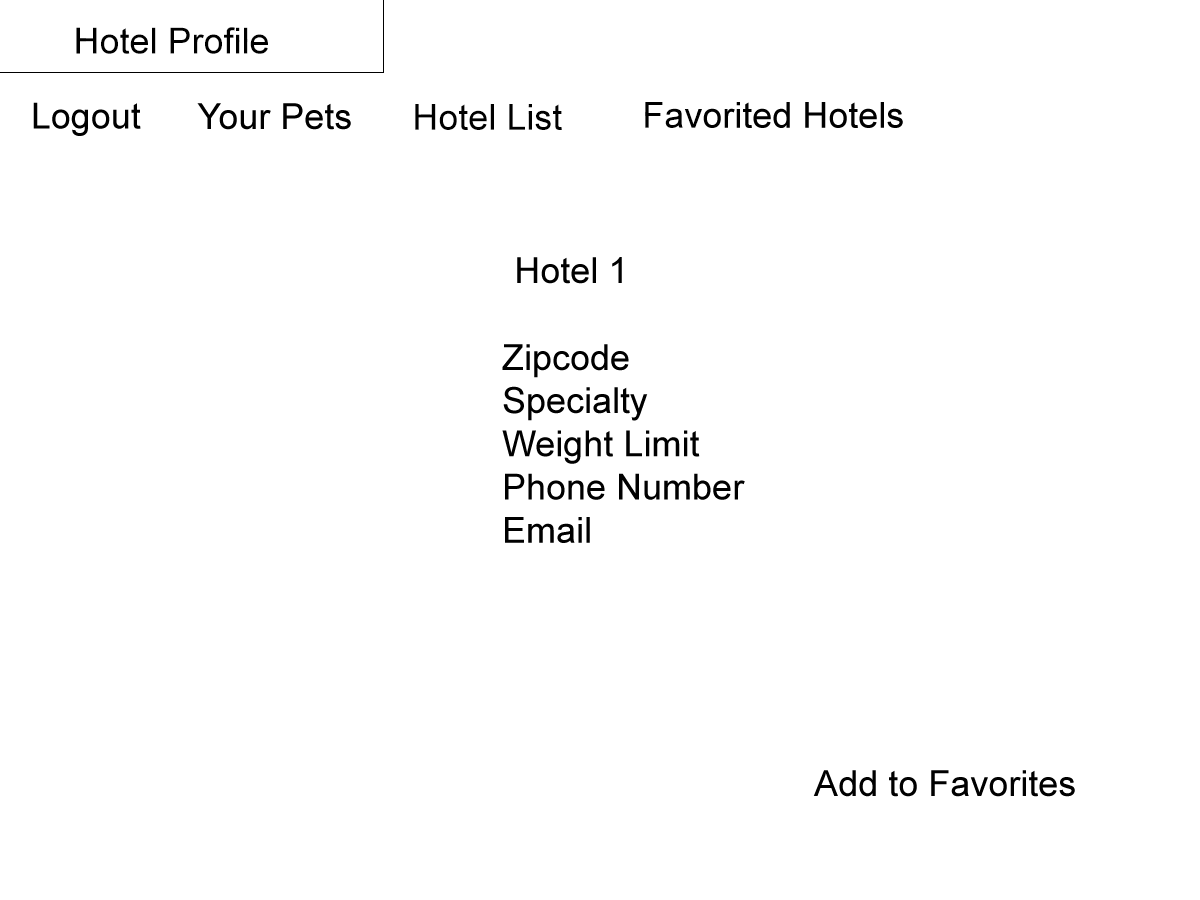 Hotel Profile
Logout Your Pets Hotel List Favorited Hotels
Hotel 1
Zipcode
Specialty
Weight Limit
Phone Number
Email
Add to Favorites